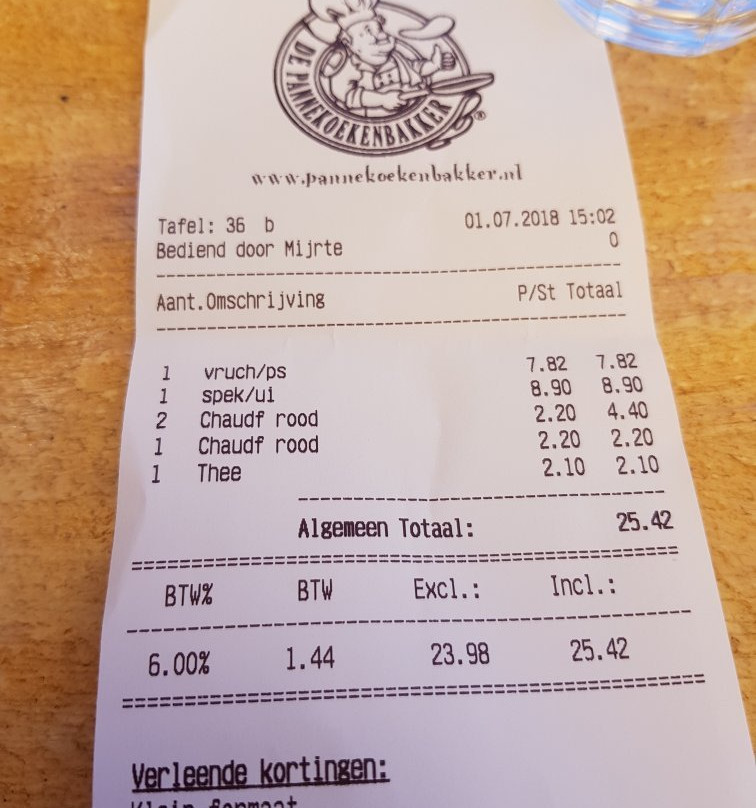 DE PANNEKOEKENBAKKER ®
www.pannekoekenbakker.nl
Tafel: 36 b 01.07.2018 15:02
Bediend door Mijrte 0
Aant.Omschrijving P/St Totaal
1 vruch/ps 7.82 7.82
1 spek/ui 8.90 8.90
2 Chaudf rood 2.20 4.40
1 Chaudf rood 2.20 2.20
1 Thee 2.10 2.10
Algemeen Totaal: 25.42
BTW% BTW Excl.: Incl.:
6.00% 1.44 23.98 25.42
Verleende kortingen:
Klein formaat